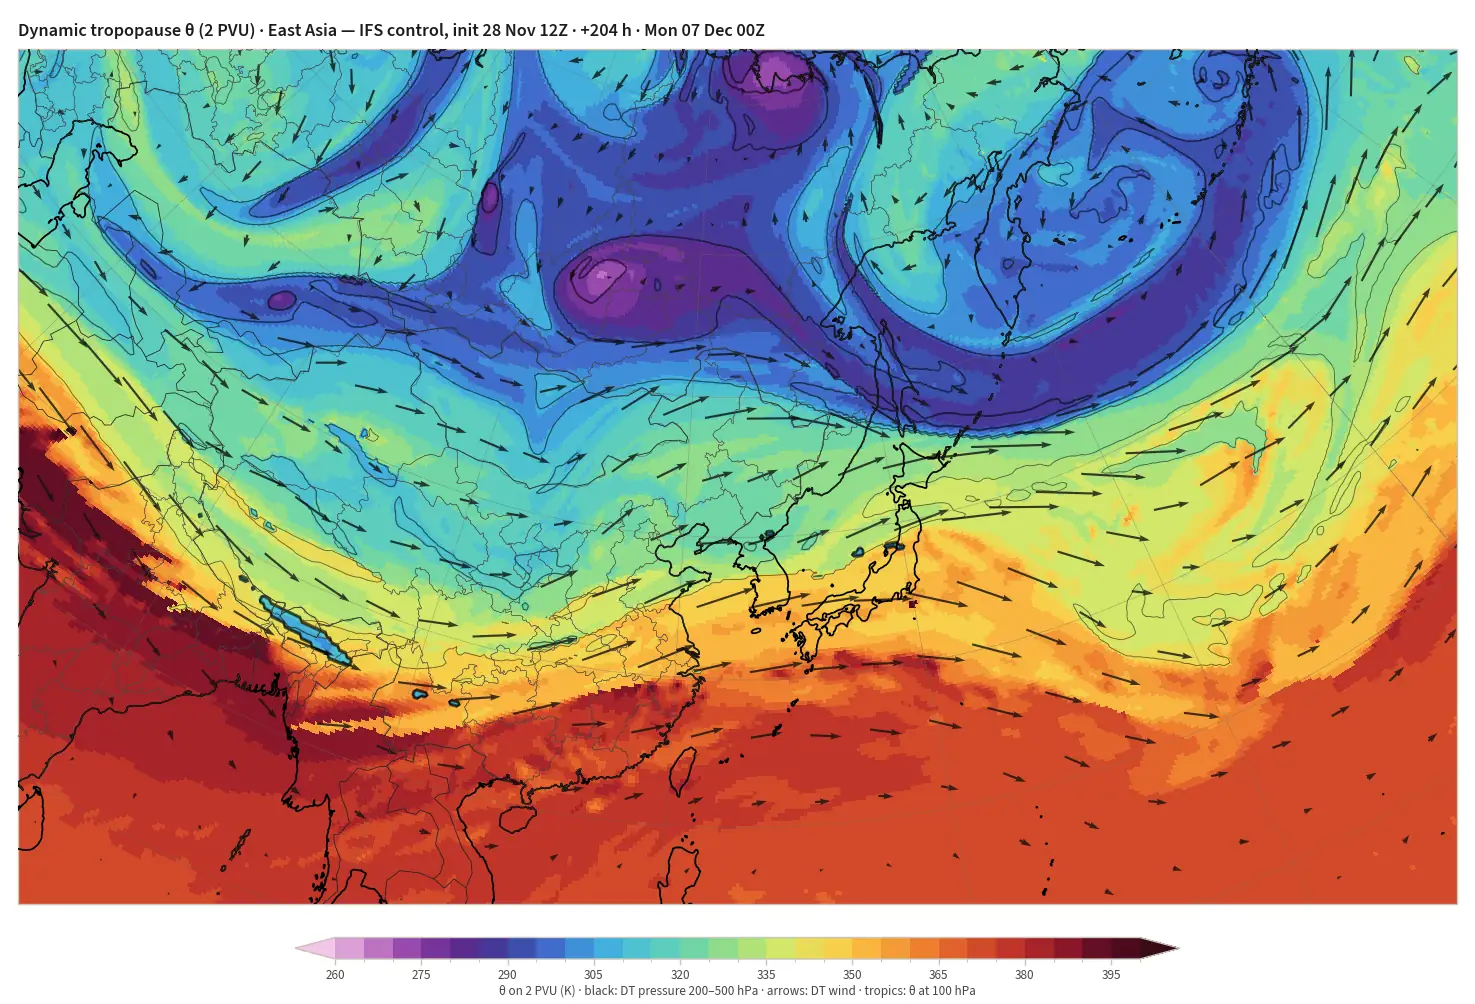 Dynamic tropopause θ (2 PVU) · East Asia — IFS control, init 28 Nov 12Z · +204 h · Mon 07 Dec 00Z
260 275 290 305 320 335 350 365 380 395
θ on 2 PVU (K) · black: DT pressure 200–500 hPa · arrows: DT wind · tropics: θ at 100 hPa